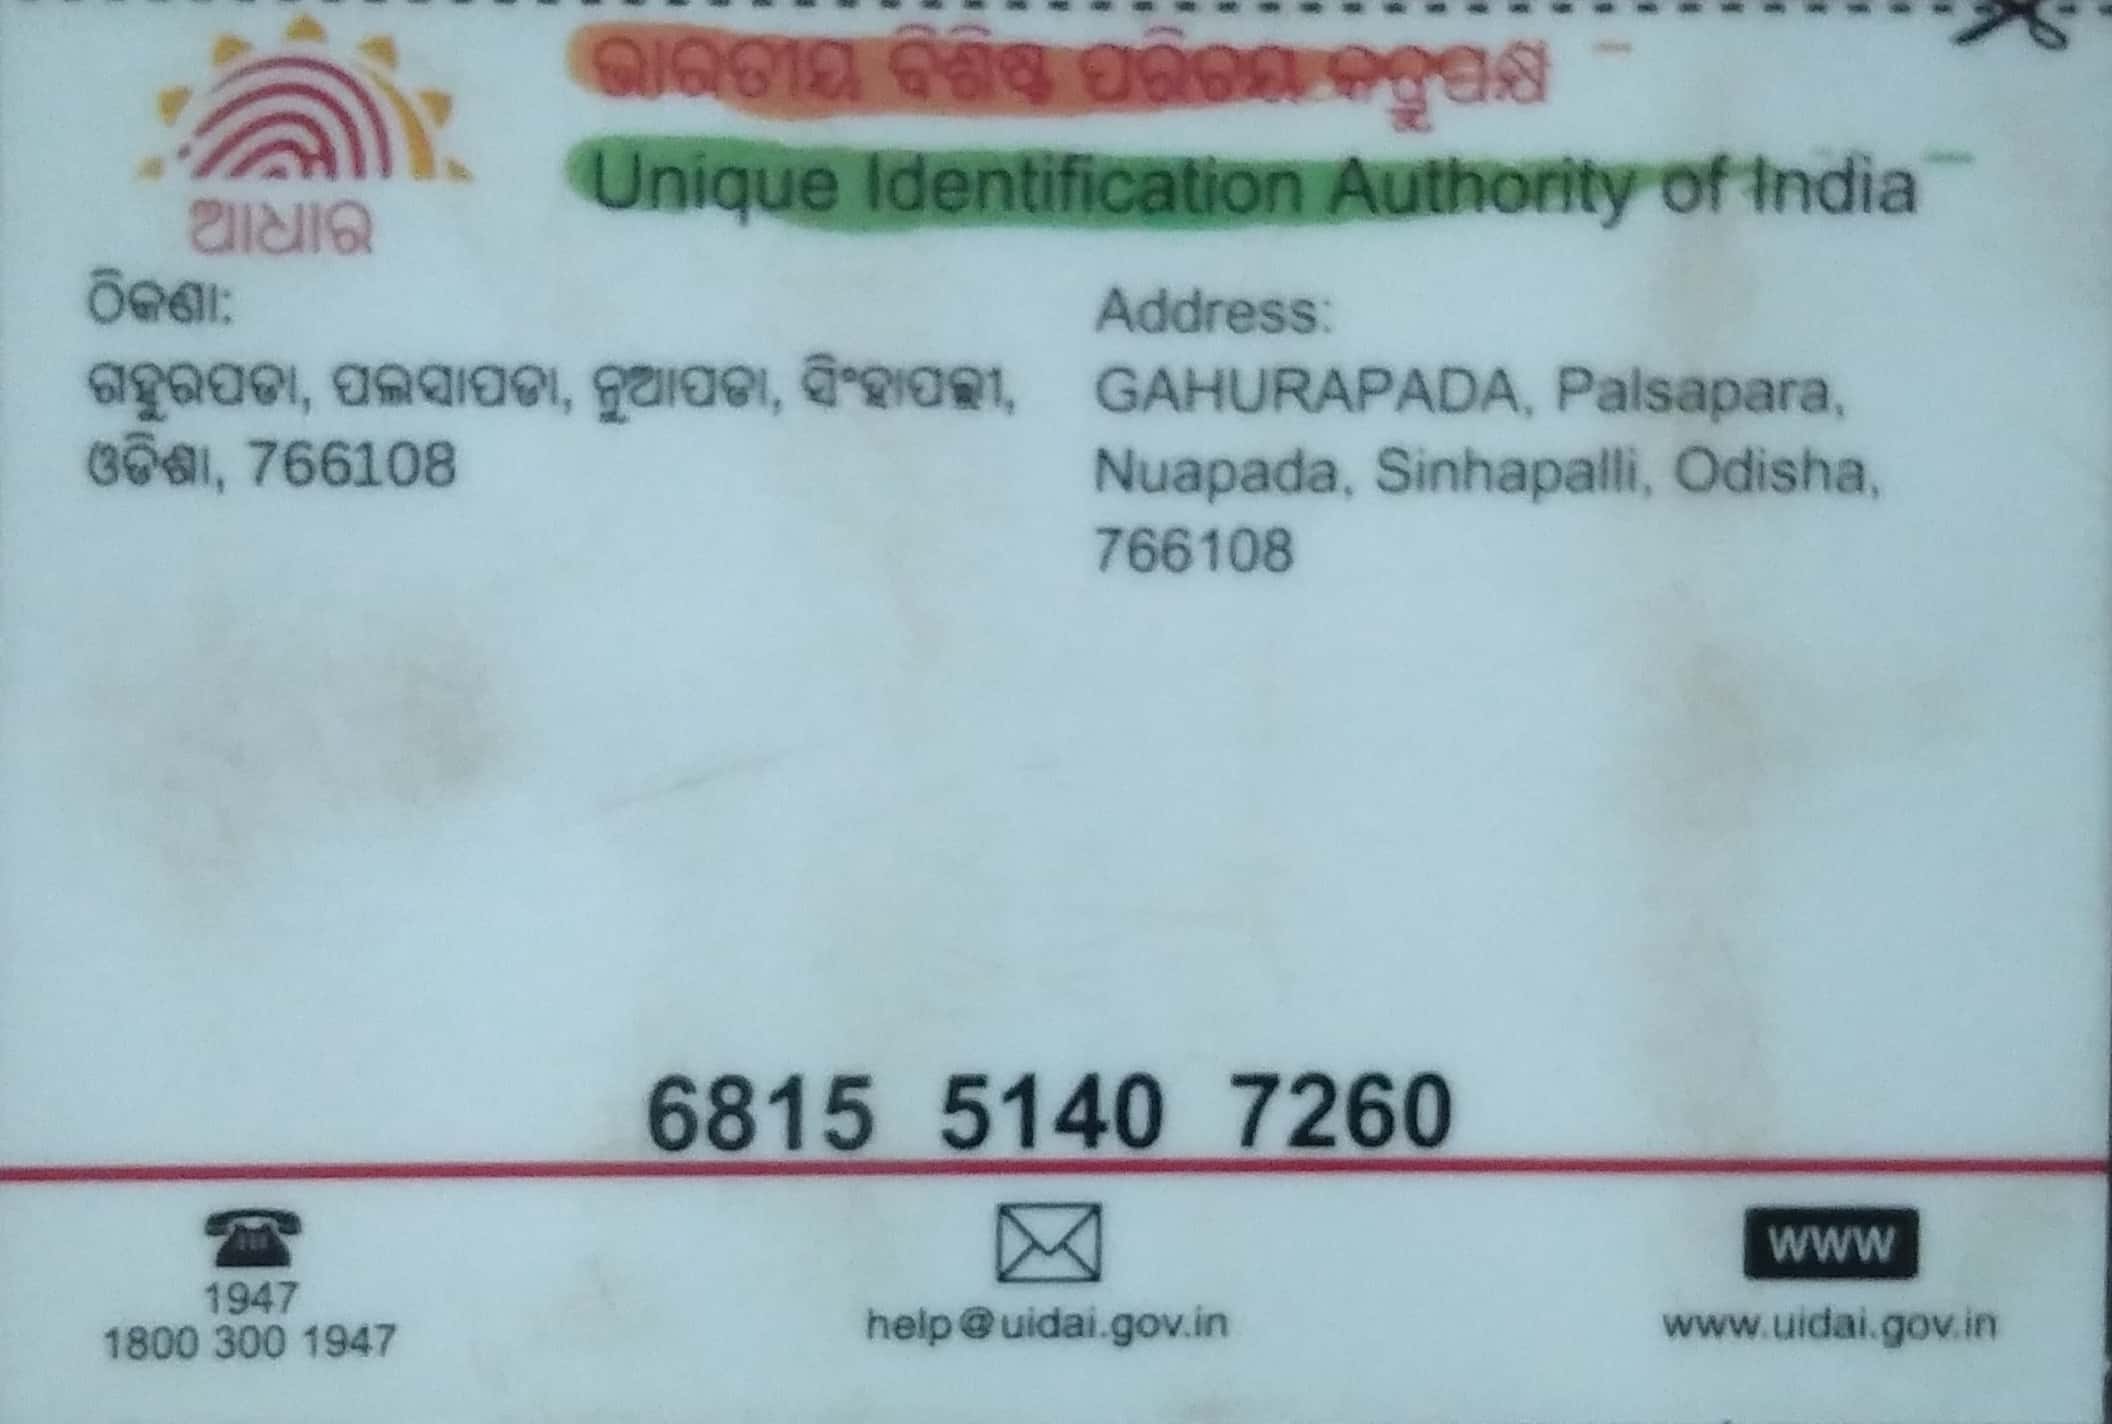 ଭାରତୀୟ ବିଶିଷ୍ଟ ପରିଚୟ କର୍ତ୍ତୃପକ୍ଷ
Unique Identification Authority of India
ଆଧାର
ଠିକଣା:
ଗହୁରପଡା, ପଲସାପଡା, ନୁଆପଡା, ସିଂହାପଲ୍ଲୀ,
ଓଡିଶା, 766108
Address:
GAHURAPADA, Palsapara,
Nuapada, Sinhapalli, Odisha,
766108
6815 5140 7260
1947
1800 300 1947
help@uidai.gov.in
www
www.uidai.gov.in